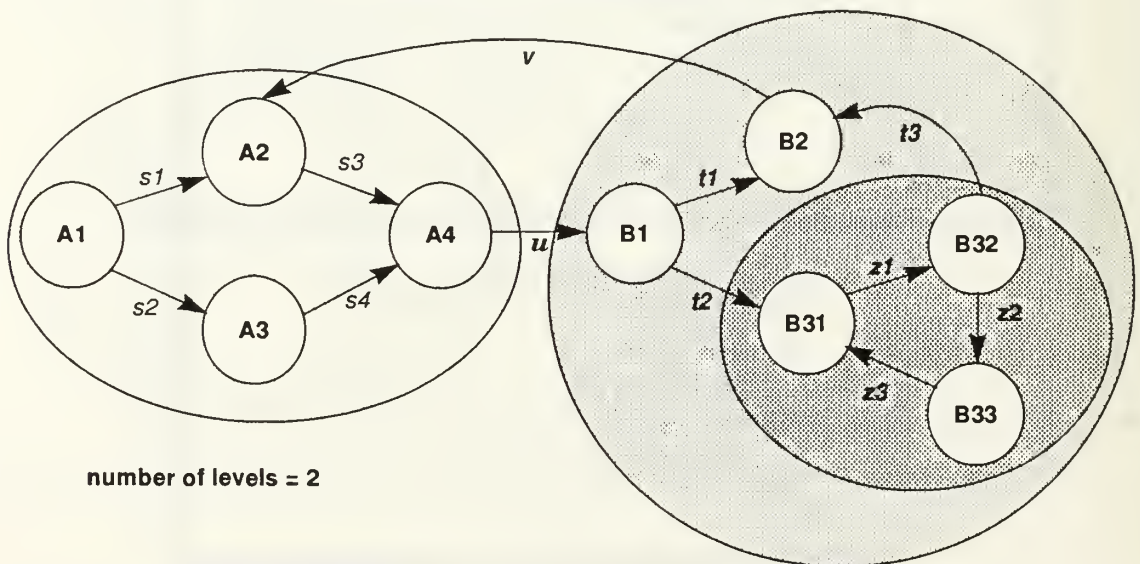 v
A2
s1
s3
A1
A4
s2
s4
A3
u
B2
t3
t1
B1
t2
B32
z1
B31
z2
z3
B33
number of levels = 2